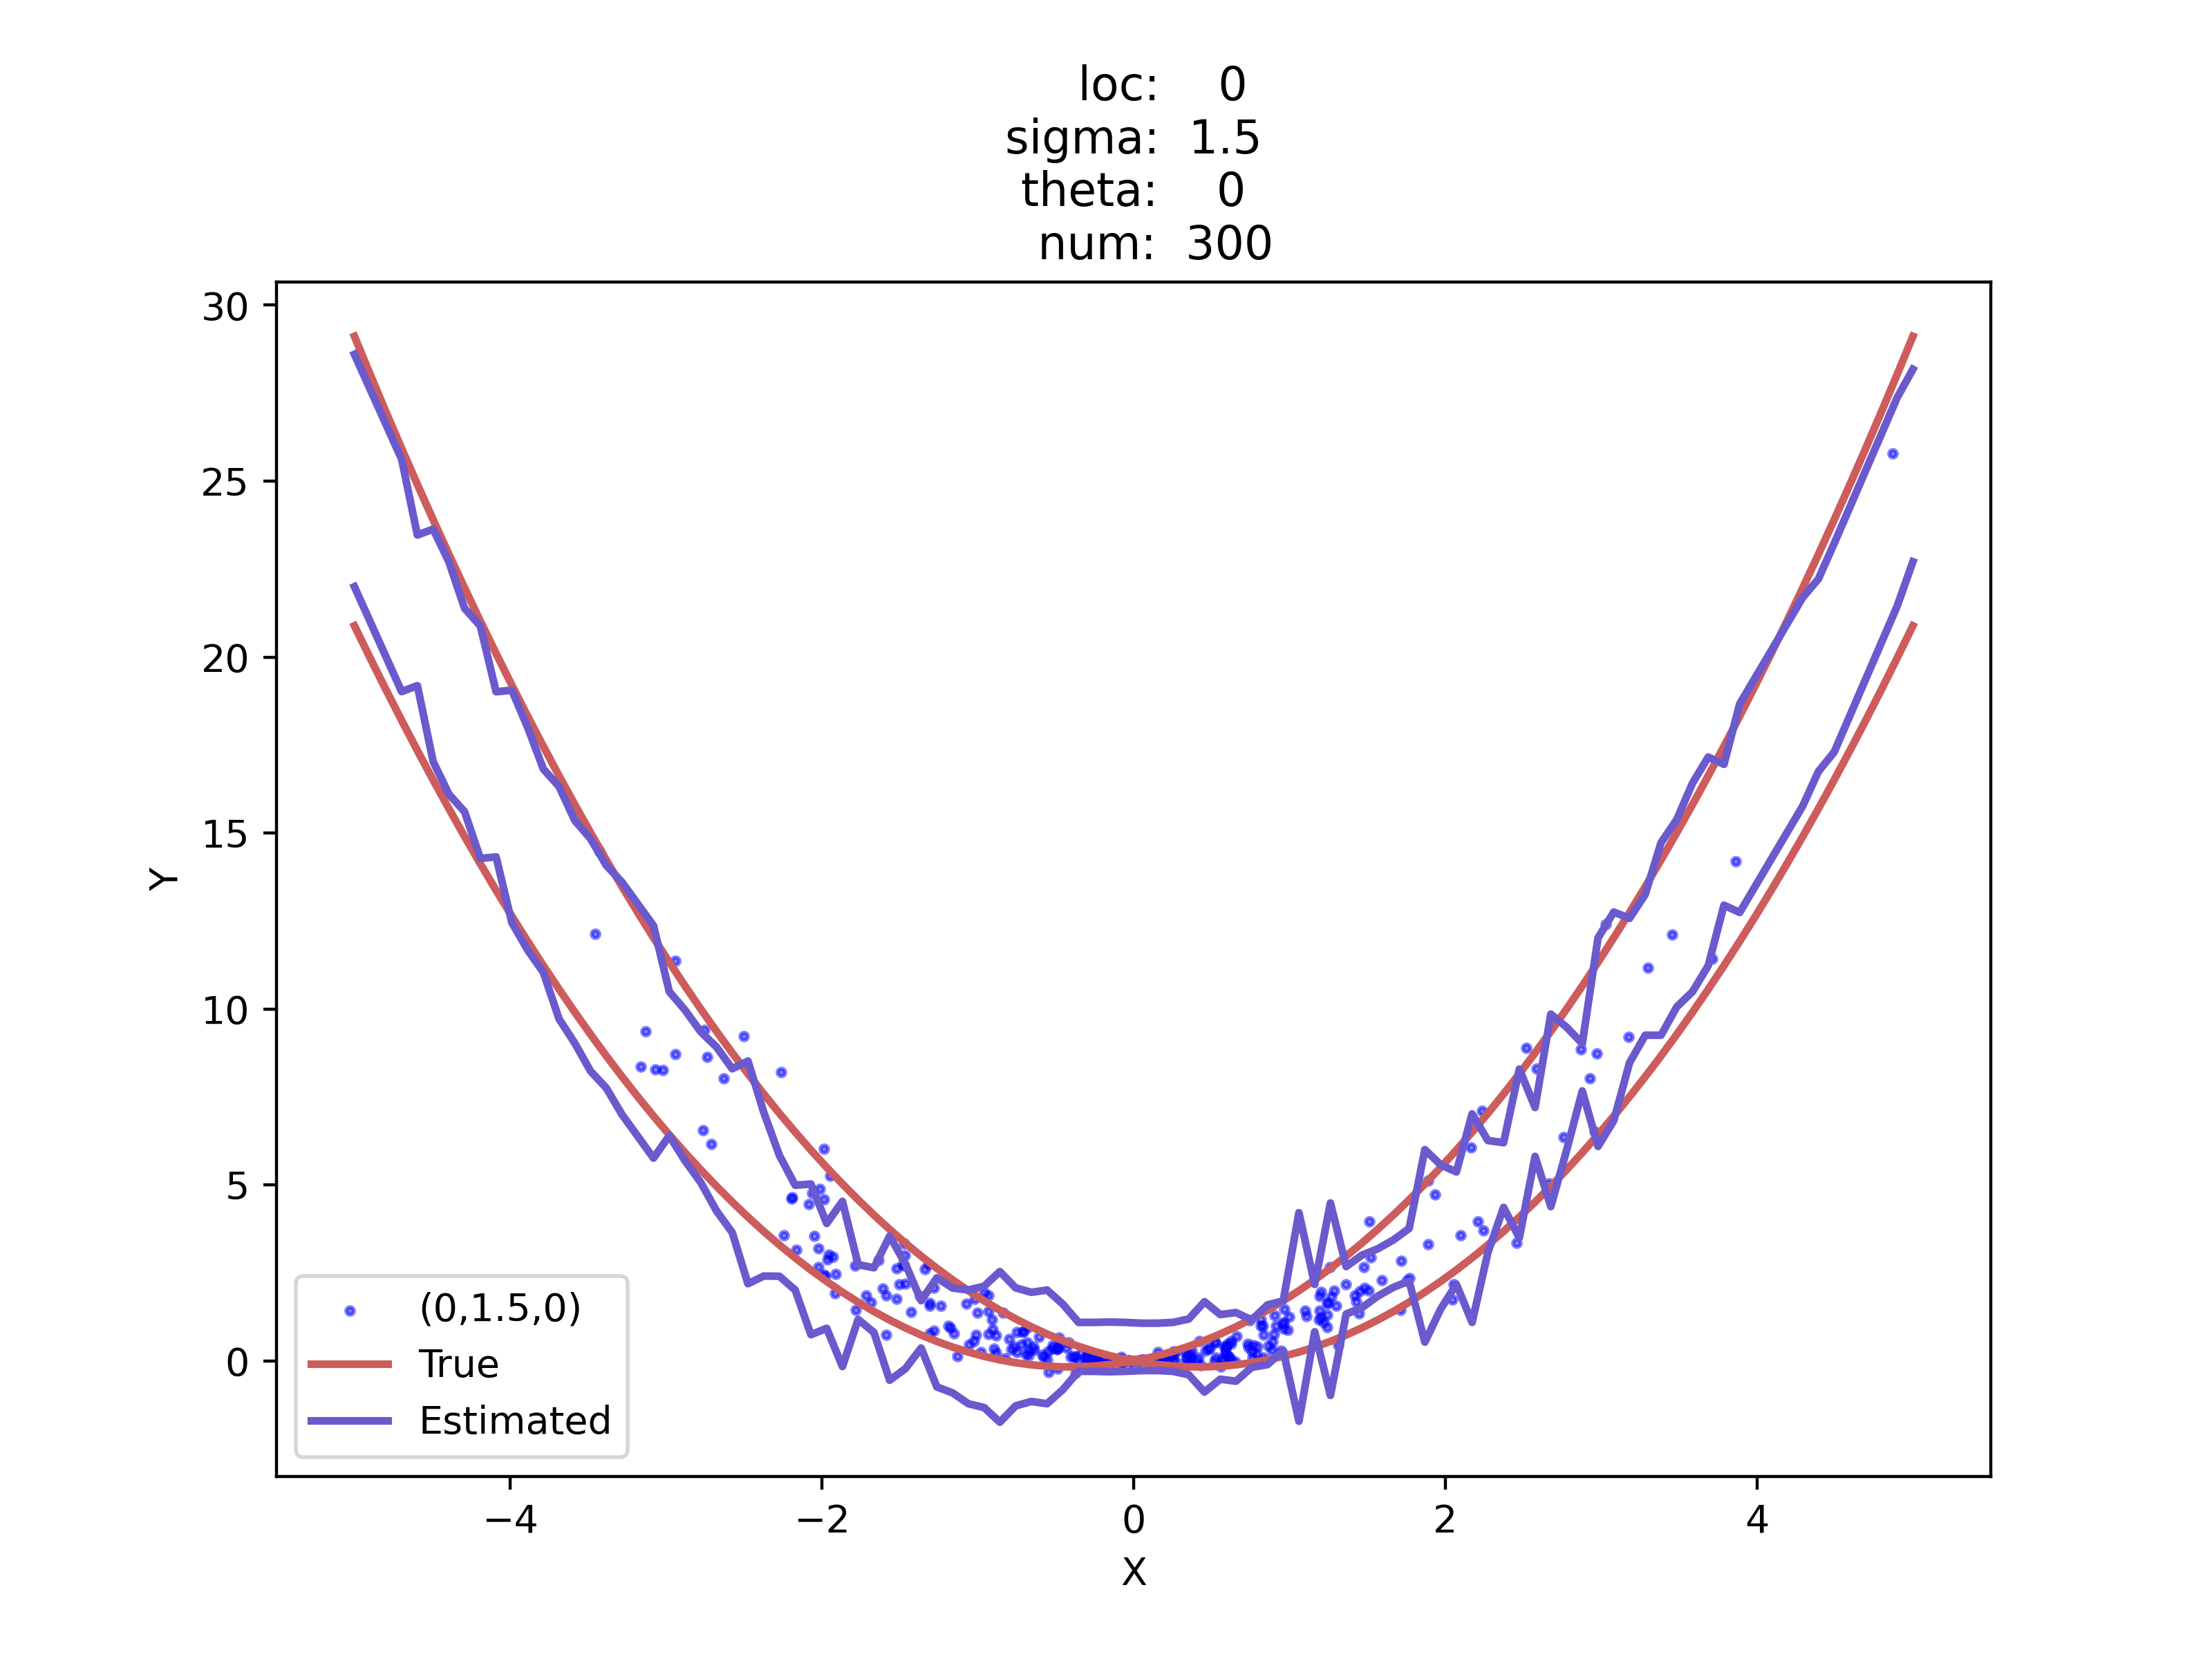 loc: 0
sigma: 1.5
theta: 0
num: 300
30
25
20
15
10
5
0
Y
(0,1.5,0)
True
Estimated
−4 −2 0 2 4
X